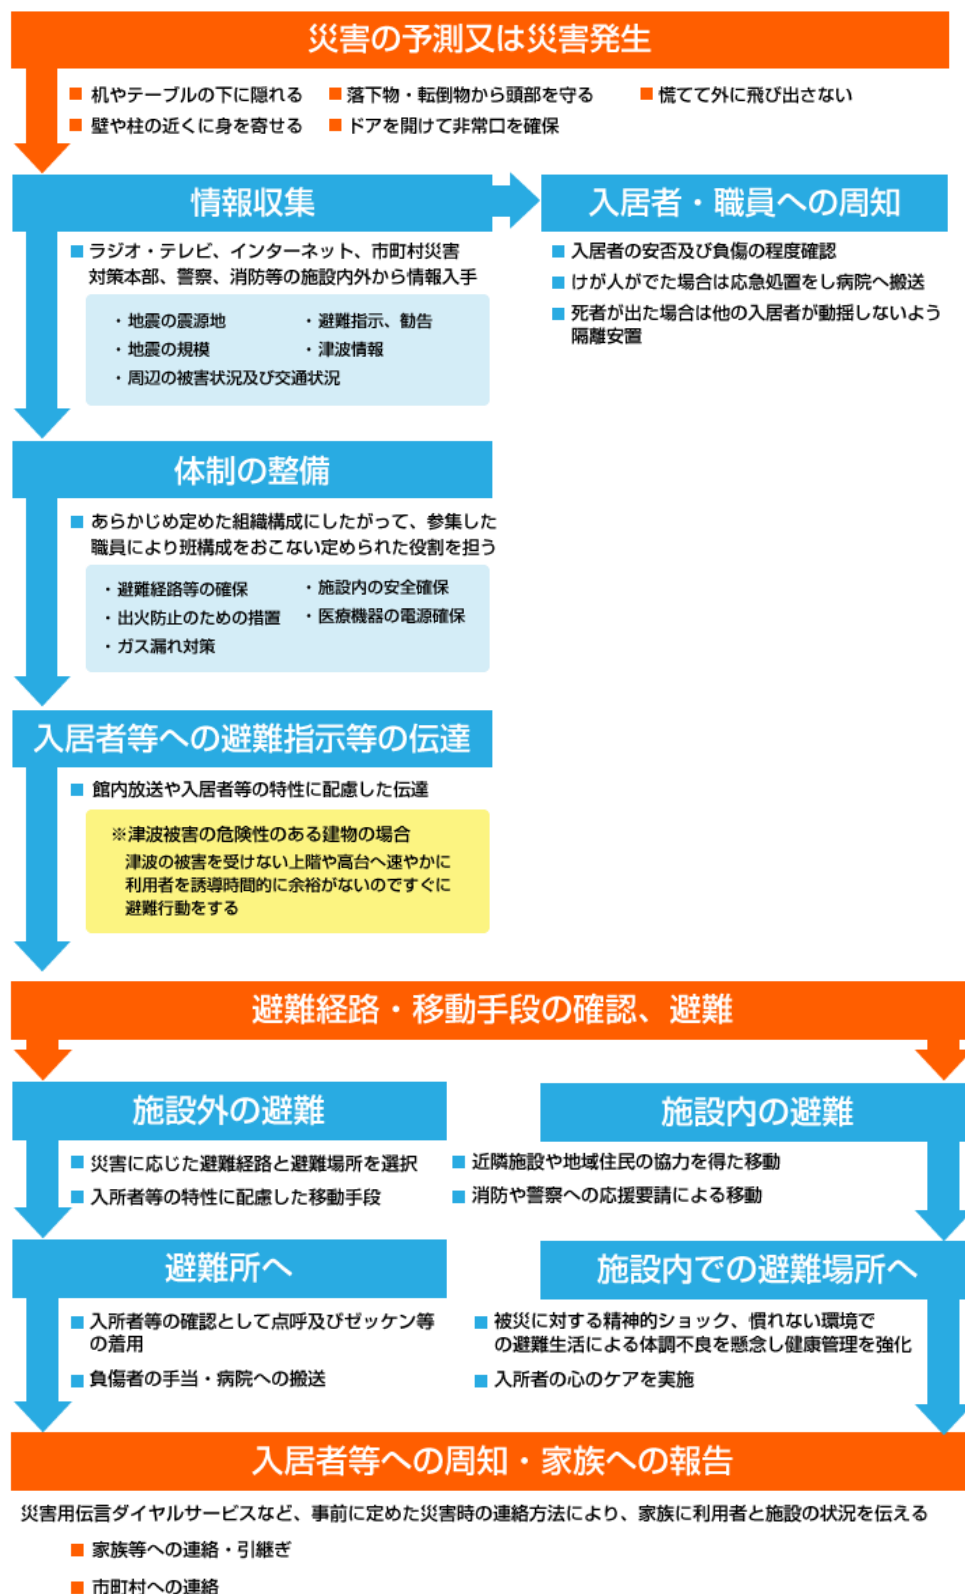 災害の予測又は災害発生
■ 机やテーブルの下に隠れる ■ 落下物・転倒物から頭部を守る ■ 慌てて外に飛び出さない
■ 壁や柱の近くに身を寄せる ■ ドアを開けて非常口を確保
情報収集
■ ラジオ・テレビ、インターネット、市町村災害
対策本部、警察、消防等の施設内外から情報入手
・地震の震源地 ・避難指示、勧告
・地震の規模 ・津波情報
・周辺の被害状況及び交通状況
入居者・職員への周知
■ 入居者の安否及び負傷の程度確認
■ けが人がでた場合は応急処置をし病院へ搬送
■ 死者が出た場合は他の入居者が動揺しないよう
隔離安置
体制の整備
■ あらかじめ定めた組織構成にしたがって、参集した
職員により班構成をおこない定められた役割を担う
・避難経路等の確保 ・施設内の安全確保
・出火防止のための措置 ・医療機器の電源確保
・ガス漏れ対策
入居者等への避難指示等の伝達
■ 館内放送や入居者等の特性に配慮した伝達
※津波被害の危険性のある建物の場合
津波の被害を受けない上階や高台へ速やかに
利用者を誘導時間的に余裕がないのですぐに
避難行動をする
避難経路・移動手段の確認、避難
施設外の避難
■ 災害に応じた避難経路と避難場所を選択
■ 入所者等の特性に配慮した移動手段
施設内の避難
■ 近隣施設や地域住民の協力を得た移動
■ 消防や警察への応援要請による移動
避難所へ
■ 入所者等の確認として点呼及びゼッケン等
の着用
■ 負傷者の手当・病院への搬送
施設内での避難場所へ
■ 被災に対する精神的ショック、慣れない環境で
の避難生活による体調不良を懸念し健康管理を強化
■ 入所者の心のケアを実施
入居者等への周知・家族への報告
災害用伝言ダイヤルサービスなど、事前に定めた災害時の連絡方法により、家族に利用者と施設の状況を伝える
■ 家族等への連絡・引継ぎ
■ 市町村への連絡